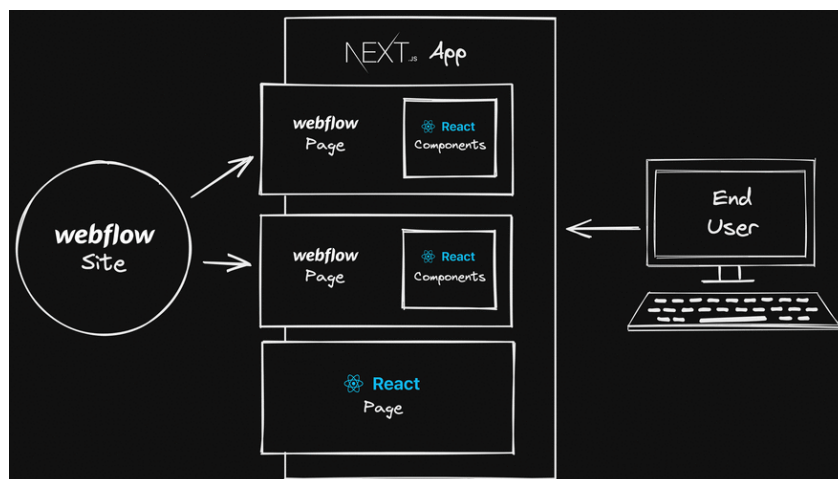 NEXT.JS App
webflow
Page
React
Components
webflow
Site
webflow
Page
React
Components
React
Page
End
User